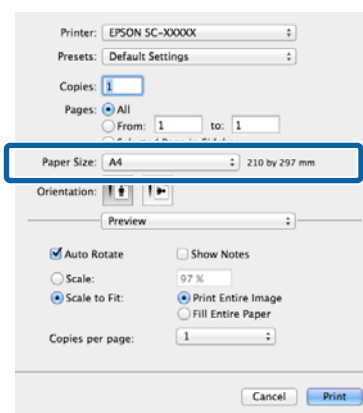 Printer: EPSON SC-XXXXX
Presets: Default Settings
Copies: 1
Pages: All
From: 1 to: 1
Paper Size: A4 210 by 297 mm
Orientation:
Preview
Auto Rotate Show Notes
Scale: 97 %
Scale to Fit: Print Entire Image
Fill Entire Paper
Copies per page: 1
Cancel Print